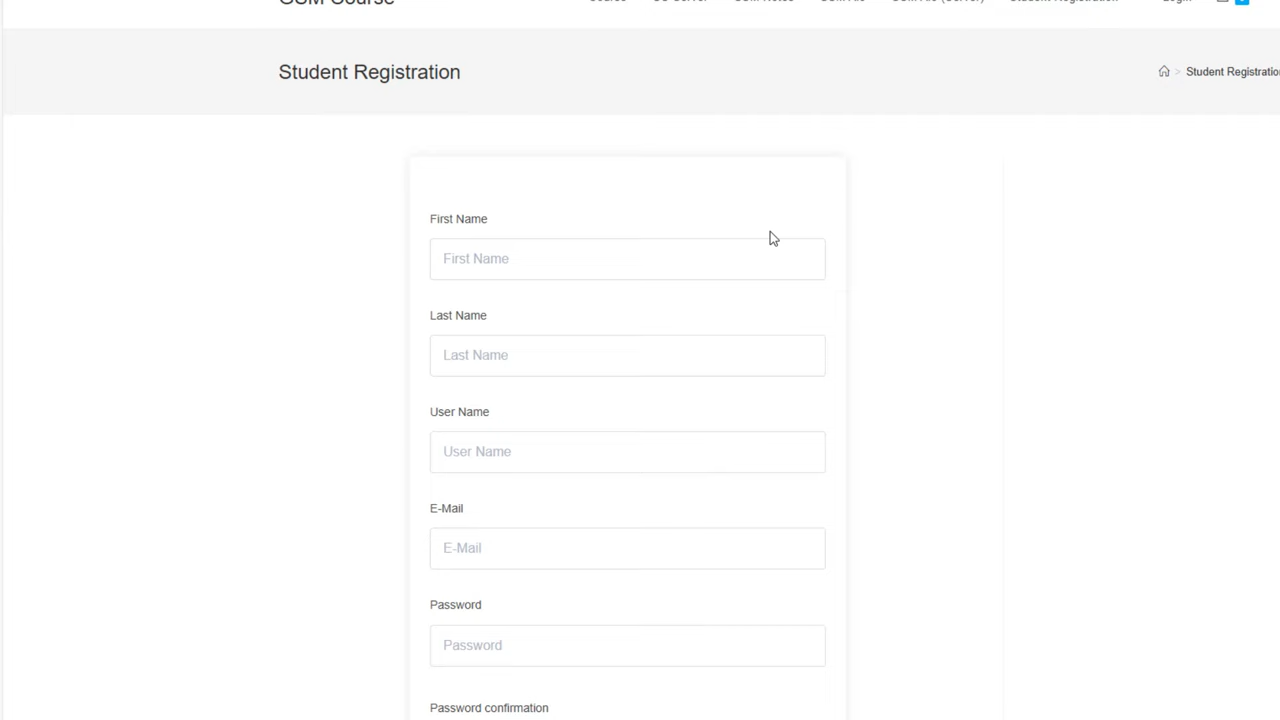 Student Registration
> Student Registration
First Name
First Name
Last Name
Last Name
User Name
User Name
E-Mail
E-Mail
Password
Password
Password confirmation